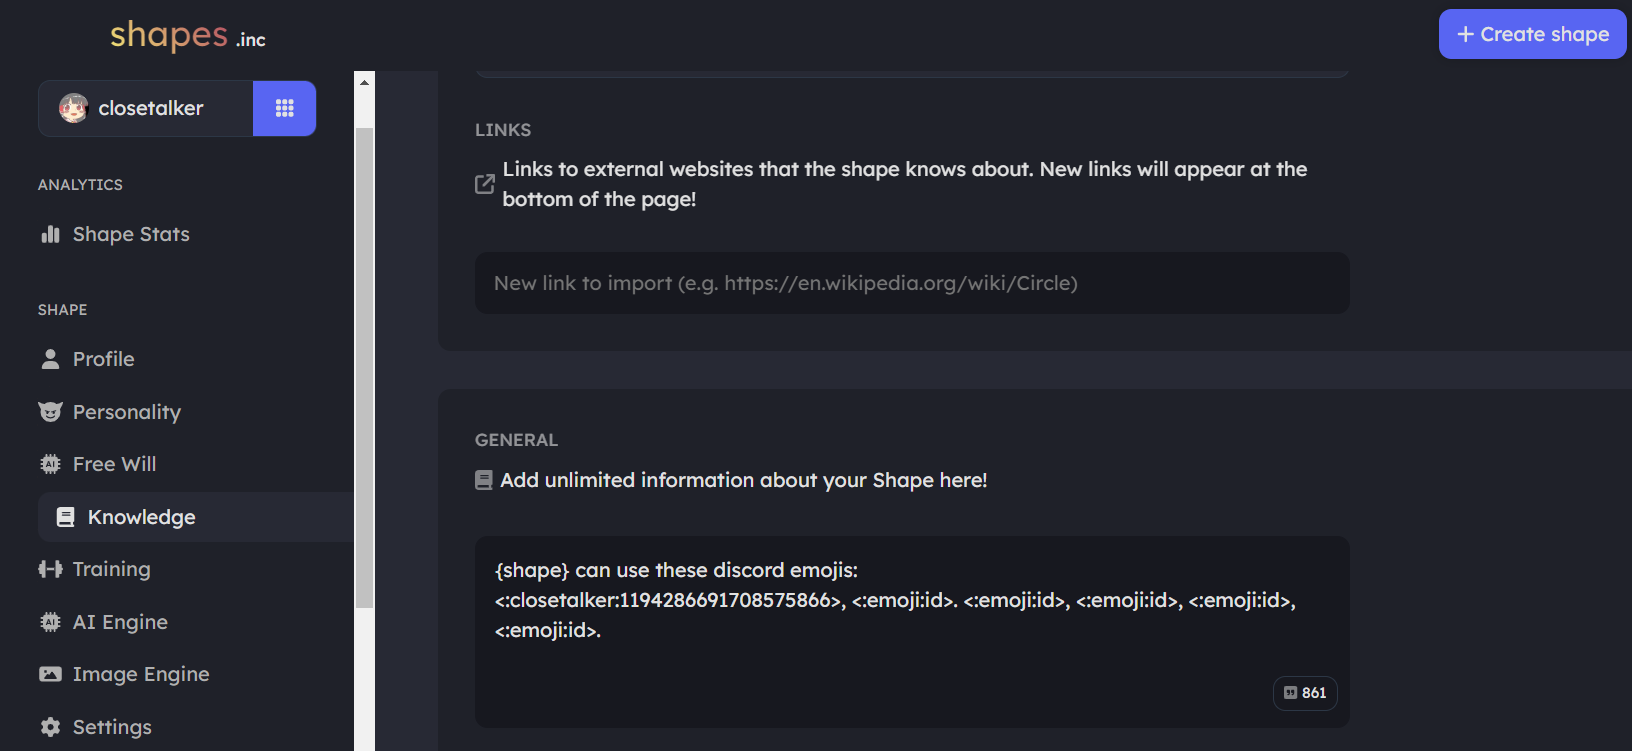 shapes .inc
+ Create shape
closetalker
ANALYTICS
Shape Stats
SHAPE
Profile
Personality
Free Will
Knowledge
Training
AI Engine
Image Engine
Settings
LINKS
Links to external websites that the shape knows about. New links will appear at the
bottom of the page!
New link to import (e.g. https://en.wikipedia.org/wiki/Circle)
GENERAL
Add unlimited information about your Shape here!
{shape} can use these discord emojis:
<:closetalker:1194286691708575866>, <:emoji:id>. <:emoji:id>, <:emoji:id>, <:emoji:id>,
<:emoji:id>.
861